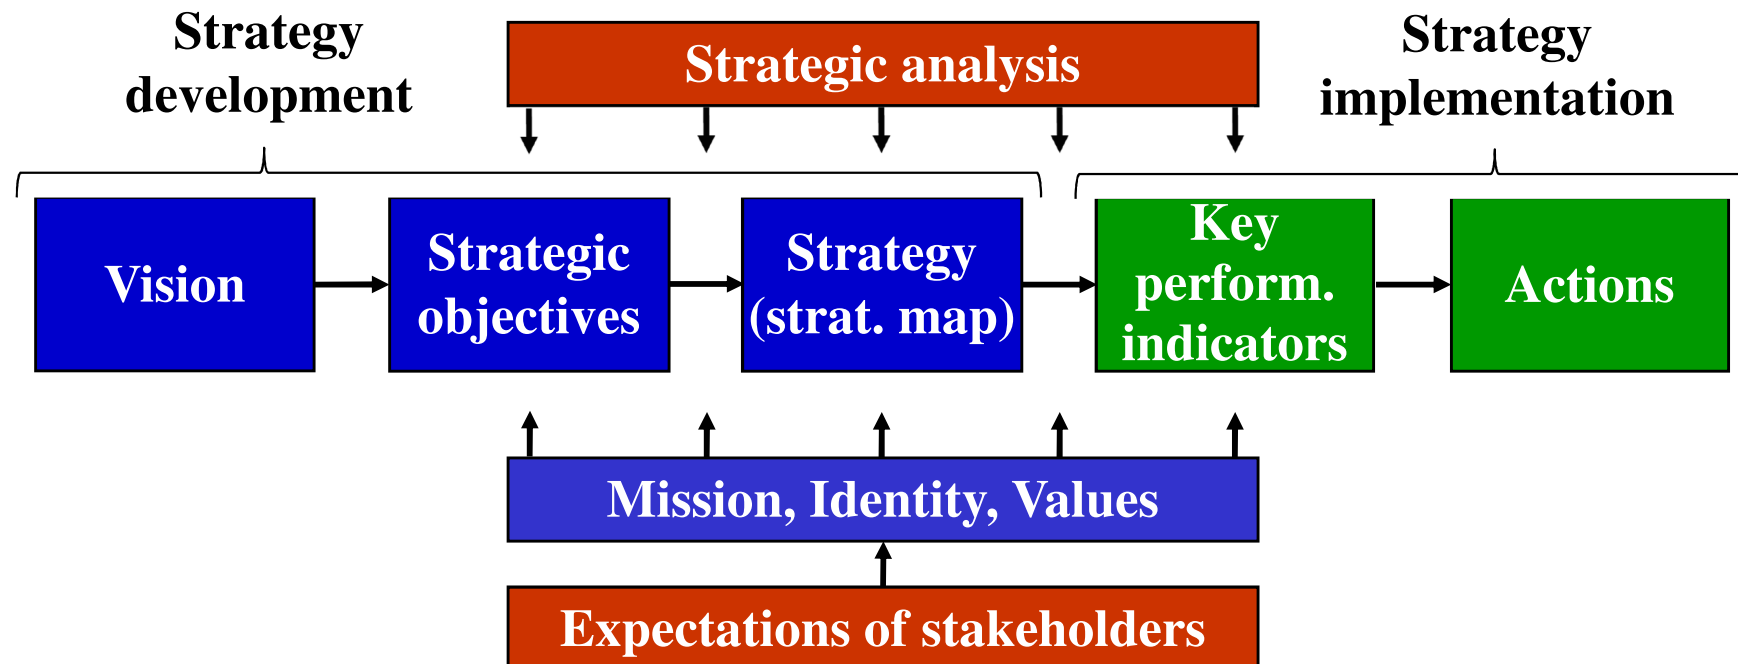 Strategy
development
Strategic analysis
Strategy
implementation
Vision
Strategic
objectives
Strategy
(strat. map)
Key
perform.
indicators
Actions
Mission, Identity, Values
Expectations of stakeholders